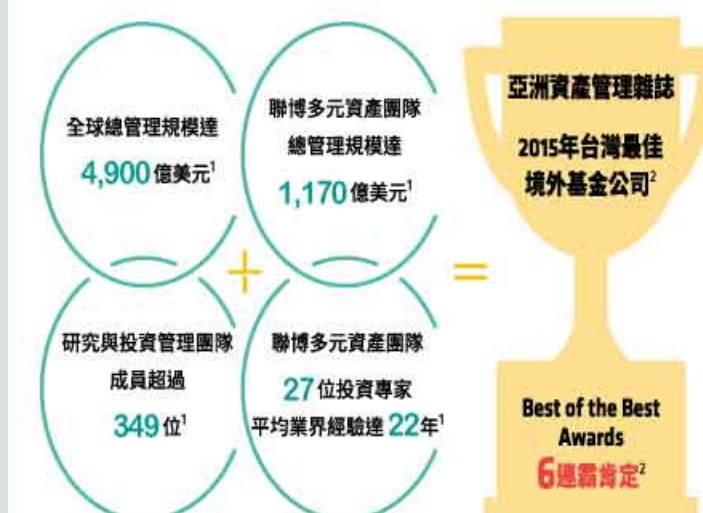 全球總管理規模達
4,900億美元¹
聯博多元資產團隊
總管理規模達
1,170億美元¹
+
研究與投資管理團隊
成員超過
349位¹
聯博多元資產團隊
27位投資專家
平均業界經驗達22年¹
=
亞洲資產管理雜誌
2015年台灣最佳
境外基金公司²
Best of the Best
Awards
6連霸肯定²